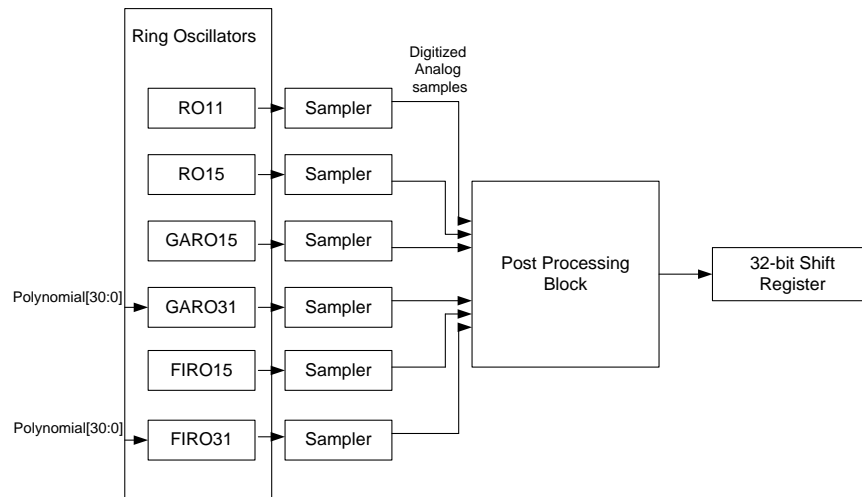 Ring Oscillators
Digitized
Analog
samples
RO11
Sampler
RO15
Sampler
GARO15
Sampler
Post Processing
Block
32-bit Shift
Register
Polynomial[30:0]
GARO31
Sampler
FIRO15
Sampler
Polynomial[30:0]
FIRO31
Sampler